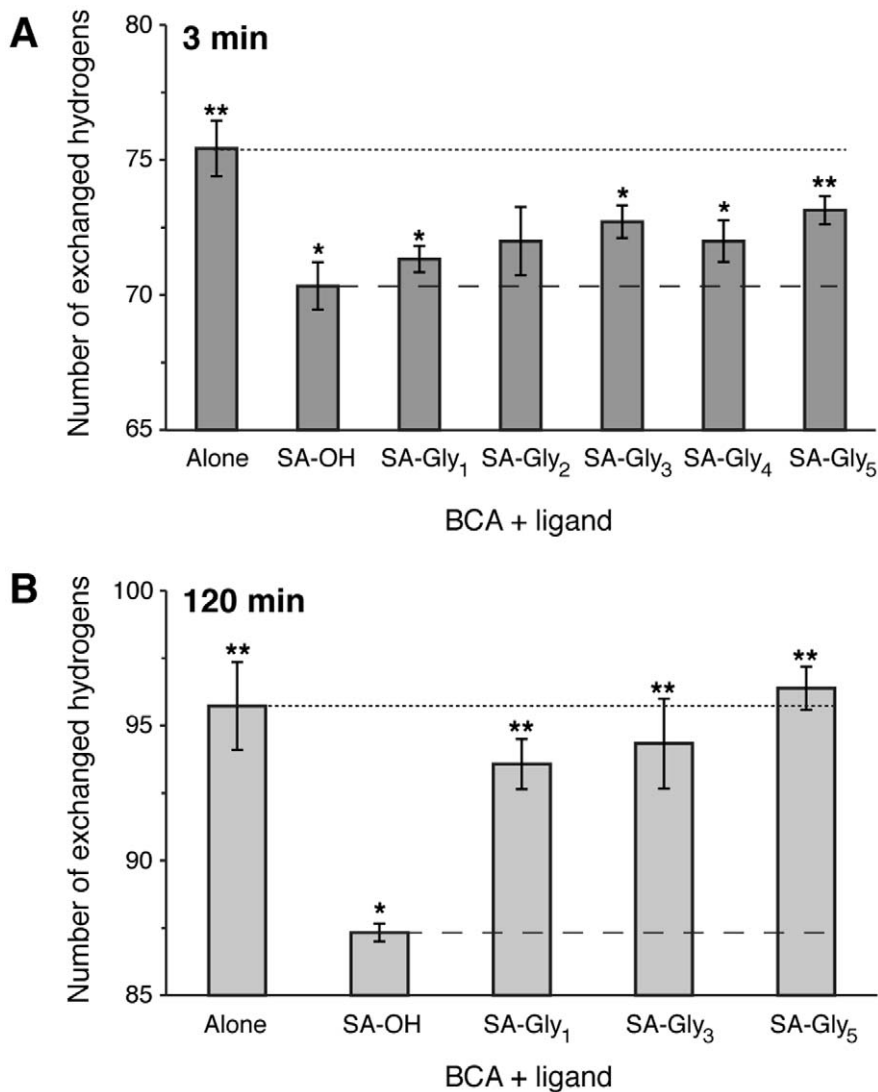 A
3 min
Number of exchanged hydrogens
80
75
70
65
**
*
*
*
*
**
Alone SA-OH SA-Gly1 SA-Gly2 SA-Gly3 SA-Gly4 SA-Gly5
BCA + ligand
B
120 min
Number of exchanged hydrogens
100
95
90
85
**
*
**
**
**
Alone SA-OH SA-Gly1 SA-Gly3 SA-Gly5
BCA + ligand